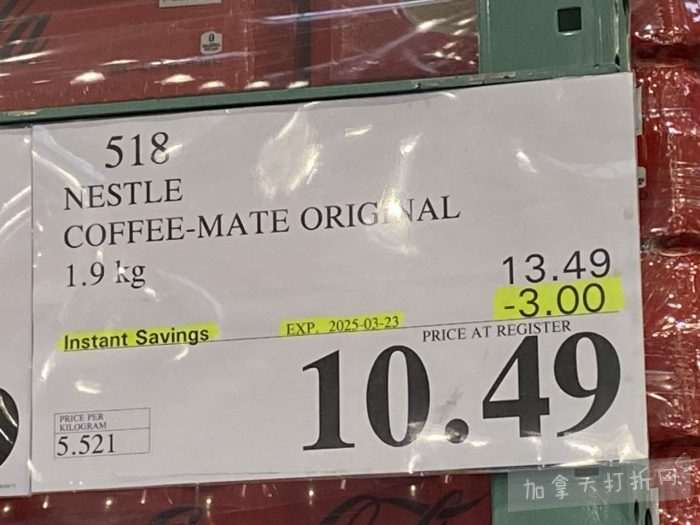 518
NESTLE
COFFEE-MATE ORIGINAL
1.9 kg
13.49
-3.00
Instant Savings
EXP. 2025-03-23
PRICE AT REGISTER
10.49
PRICE PER
KILOGRAM
5.521
加拿大打折网